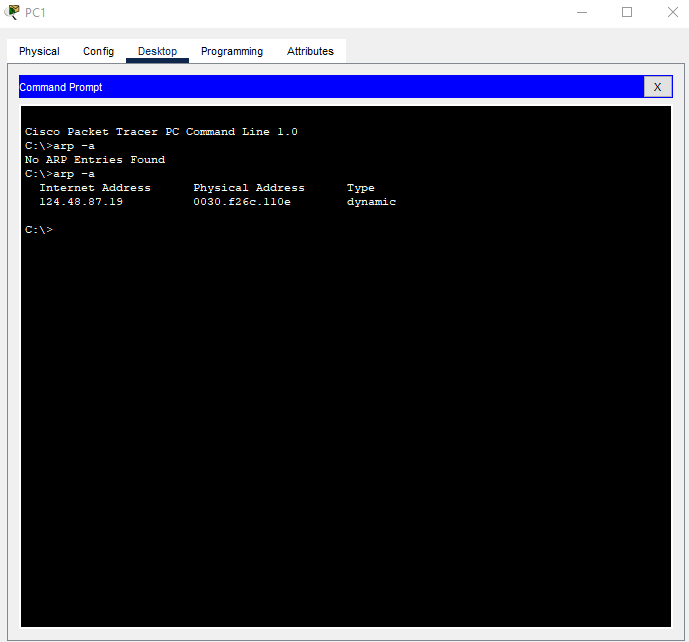 PC1
Physical Config Desktop Programming Attributes
Command Prompt X
Cisco Packet Tracer PC Command Line 1.0
C:\>arp -a
No ARP Entries Found
C:\>arp -a
Internet Address Physical Address Type
124.48.87.19 0030.f26c.110e dynamic
C:\>